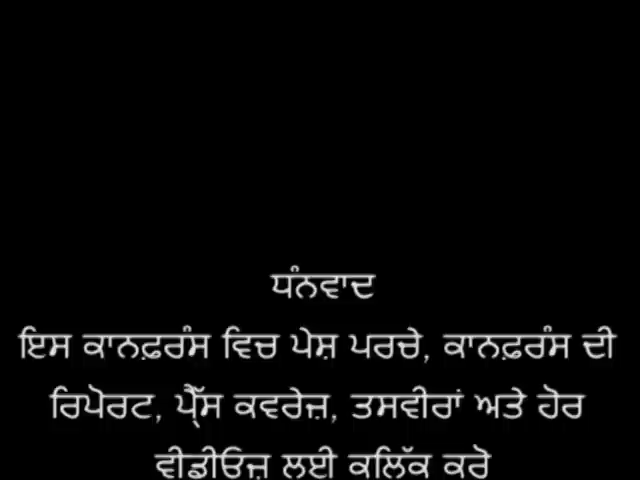 ਧੰਨਵਾਦ
ਇਸ ਕਾਨਫ਼ਰੰਸ ਵਿਚ ਪੇਸ਼ ਪਰਚੇ, ਕਾਨਫ਼ਰੰਸ ਦੀ
ਰਿਪੋਰਟ, ਪ੍ਰੈੱਸ ਕਵਰੇਜ਼, ਤਸਵੀਰਾਂ ਅਤੇ ਹੋਰ
ਵੀਡੀਓਜ਼ ਲਈ ਕਲਿੱਕ ਕਰੋ